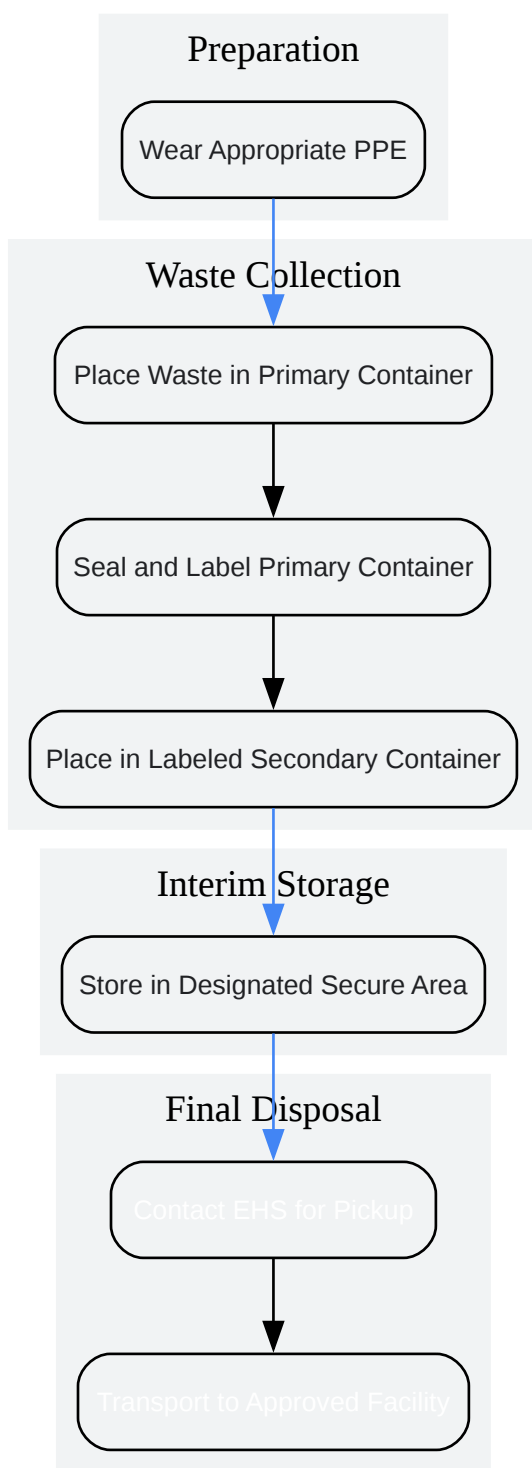 Preparation
Wear Appropriate PPE
Waste Collection
Place Waste in Primary Container
Seal and Label Primary Container
Place in Labeled Secondary Container
Interim Storage
Store in Designated Secure Area
Final Disposal
Contact EHS for Pickup
Transport to Approved Facility